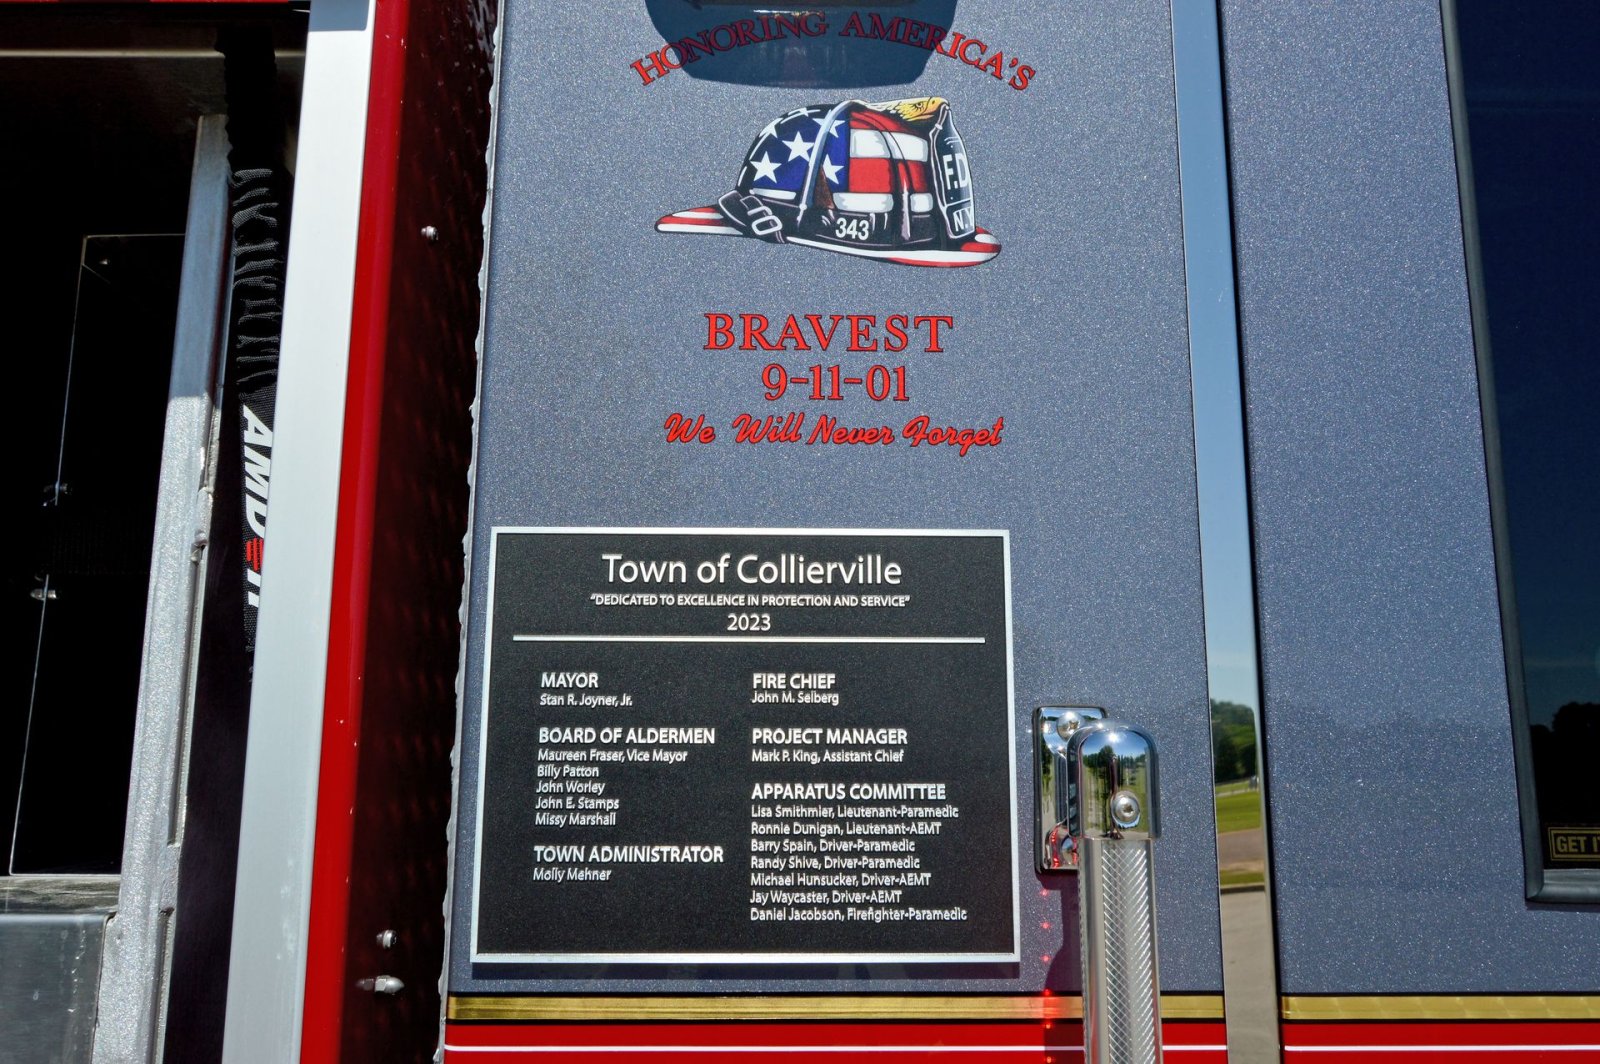 HONORING AMERICA'S
F.D.
N.Y.
343
BRAVEST
9-11-01
We Will Never Forget
AMDOR
Town of Collierville
"DEDICATED TO EXCELLENCE IN PROTECTION AND SERVICE"
2023
MAYOR
Stan R. Joyner, Jr.
BOARD OF ALDERMEN
Maureen Fraser, Vice Mayor
Billy Patton
John Worley
John E. Stamps
Missy Marshall
TOWN ADMINISTRATOR
Molly Mehner
FIRE CHIEF
John M. Selberg
PROJECT MANAGER
Mark P. King, Assistant Chief
APPARATUS COMMITTEE
Lisa Smithmier, Lieutenant-Paramedic
Ronnie Dunigan, Lieutenant-AEMT
Barry Spain, Driver-Paramedic
Randy Shive, Driver-Paramedic
Michael Hunsucker, Driver-AEMT
Jay Waycaster, Driver-AEMT
Daniel Jacobson, Firefighter-Paramedic
GET